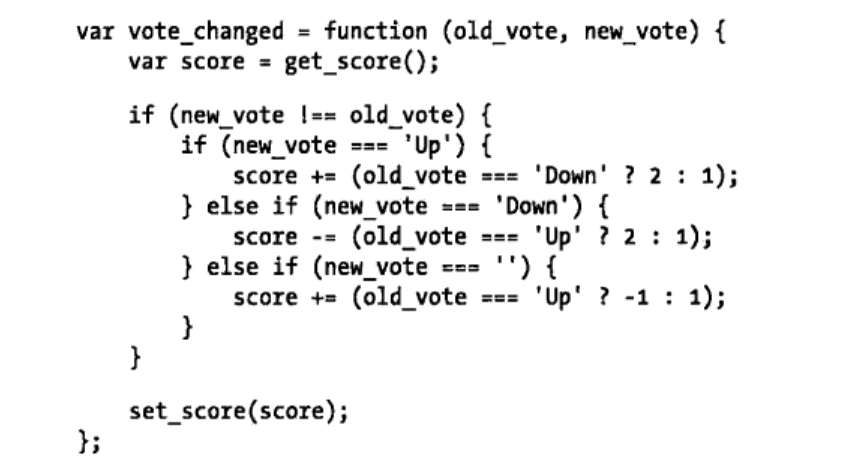 var vote_changed = function (old_vote, new_vote) {
    var score = get_score();

    if (new_vote !== old_vote) {
        if (new_vote === 'Up') {
            score += (old_vote === 'Down' ? 2 : 1);
        } else if (new_vote === 'Down') {
            score -= (old_vote === 'Up' ? 2 : 1);
        } else if (new_vote === '') {
            score += (old_vote === 'Up' ? -1 : 1);
        }
    }

    set_score(score);
};